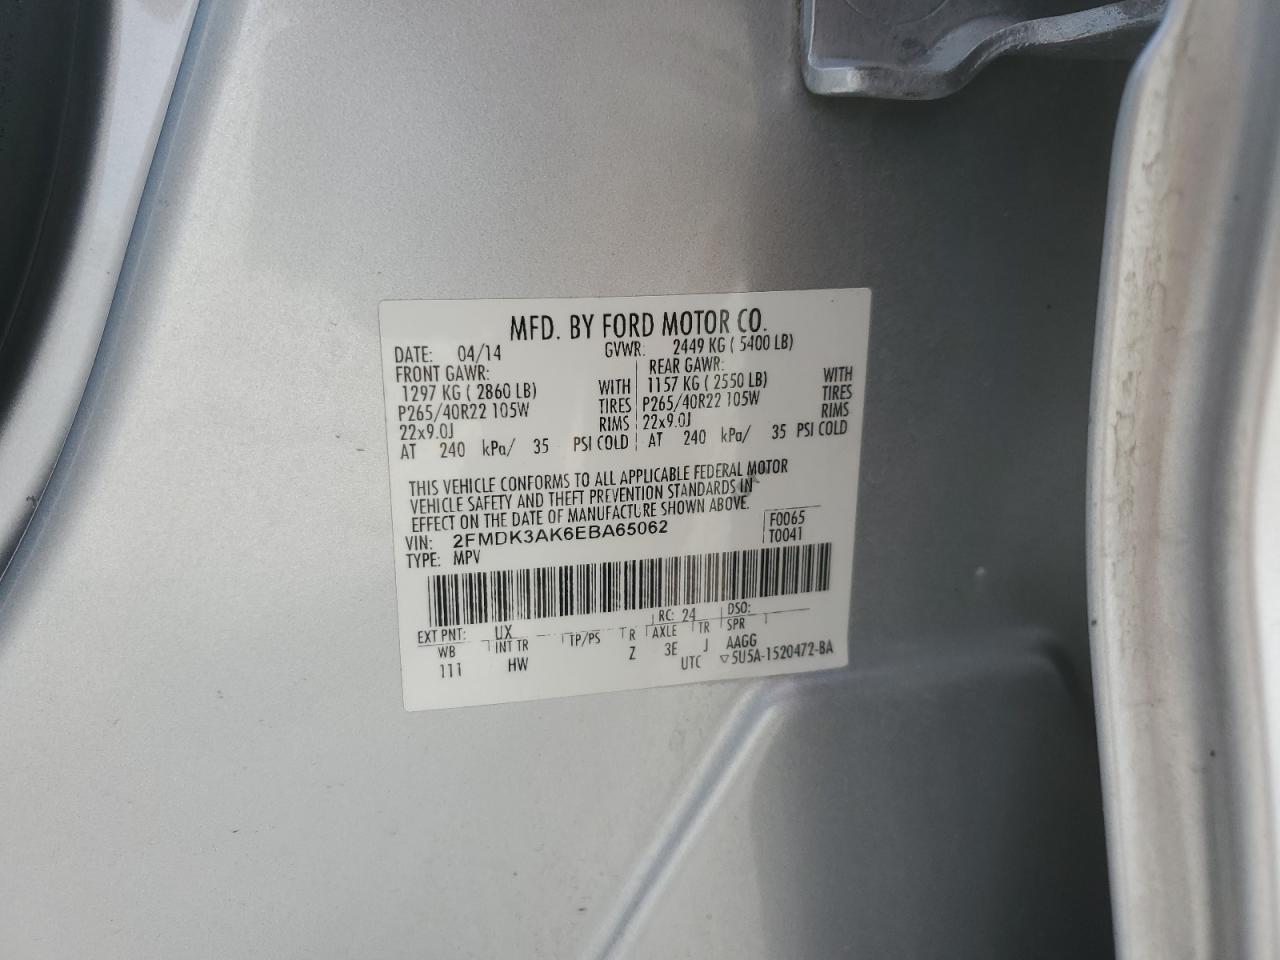 MFD. BY FORD MOTOR CO.
DATE: 04/14 GVWR: 2449 KG ( 5400 LB)
FRONT GAWR: REAR GAWR:
1297 KG ( 2860 LB) WITH 1157 KG ( 2550 LB) WITH
P265/40R22 105W TIRES P265/40R22 105W TIRES
22x9.0J RIMS 22x9.0J RIMS
AT 240 kPa/ 35 PSI COLD AT 240 kPa/ 35 PSI COLD
THIS VEHICLE CONFORMS TO ALL APPLICABLE FEDERAL MOTOR
VEHICLE SAFETY AND THEFT PREVENTION STANDARDS IN
EFFECT ON THE DATE OF MANUFACTURE SHOWN ABOVE.
VIN: 2FMDK3AK6EBA65062 F0065
TYPE: MPV T0041
EXT PNT: UX RC: 24 DSO:
WB INT TR TP/PS R AXLE TR SPR
111 HW Z 3E J AAGG
UTC ▽5U5A-1520472-BA